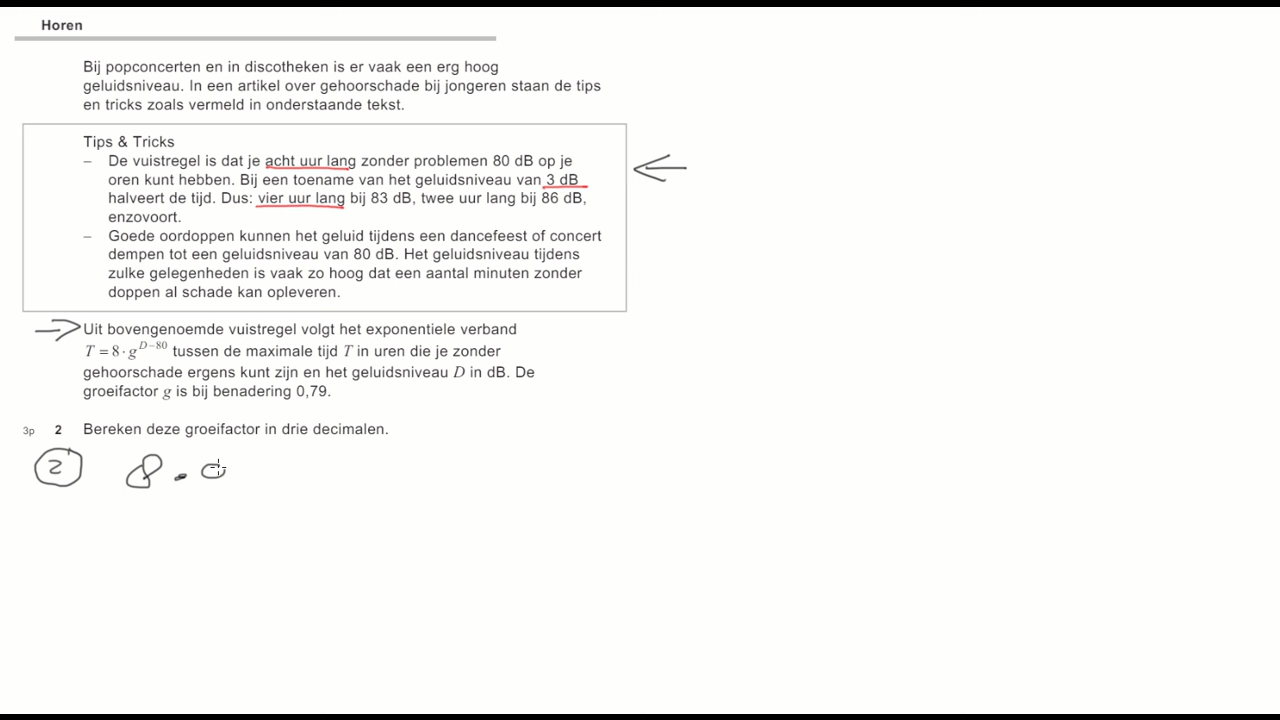 Horen
Bij popconcerten en in discotheken is er vaak een erg hoog
geluidsniveau. In een artikel over gehoorschade bij jongeren staan de tips
en tricks zoals vermeld in onderstaande tekst.
Tips & Tricks
– De vuistregel is dat je acht uur lang zonder problemen 80 dB op je
oren kunt hebben. Bij een toename van het geluidsniveau van 3 dB
halveert de tijd. Dus: vier uur lang bij 83 dB, twee uur lang bij 86 dB,
enzovoort.
– Goede oordoppen kunnen het geluid tijdens een dancefeest of concert
dempen tot een geluidsniveau van 80 dB. Het geluidsniveau tijdens
zulke gelegenheden is vaak zo hoog dat een aantal minuten zonder
doppen al schade kan opleveren.
Uit bovengenoemde vuistregel volgt het exponentiele verband
T = 8 · g^{D−80} tussen de maximale tijd T in uren die je zonder
gehoorschade ergens kunt zijn en het geluidsniveau D in dB. De
groeifactor g is bij benadering 0,79.
3p 2 Bereken deze groeifactor in drie decimalen.
2 8 ·